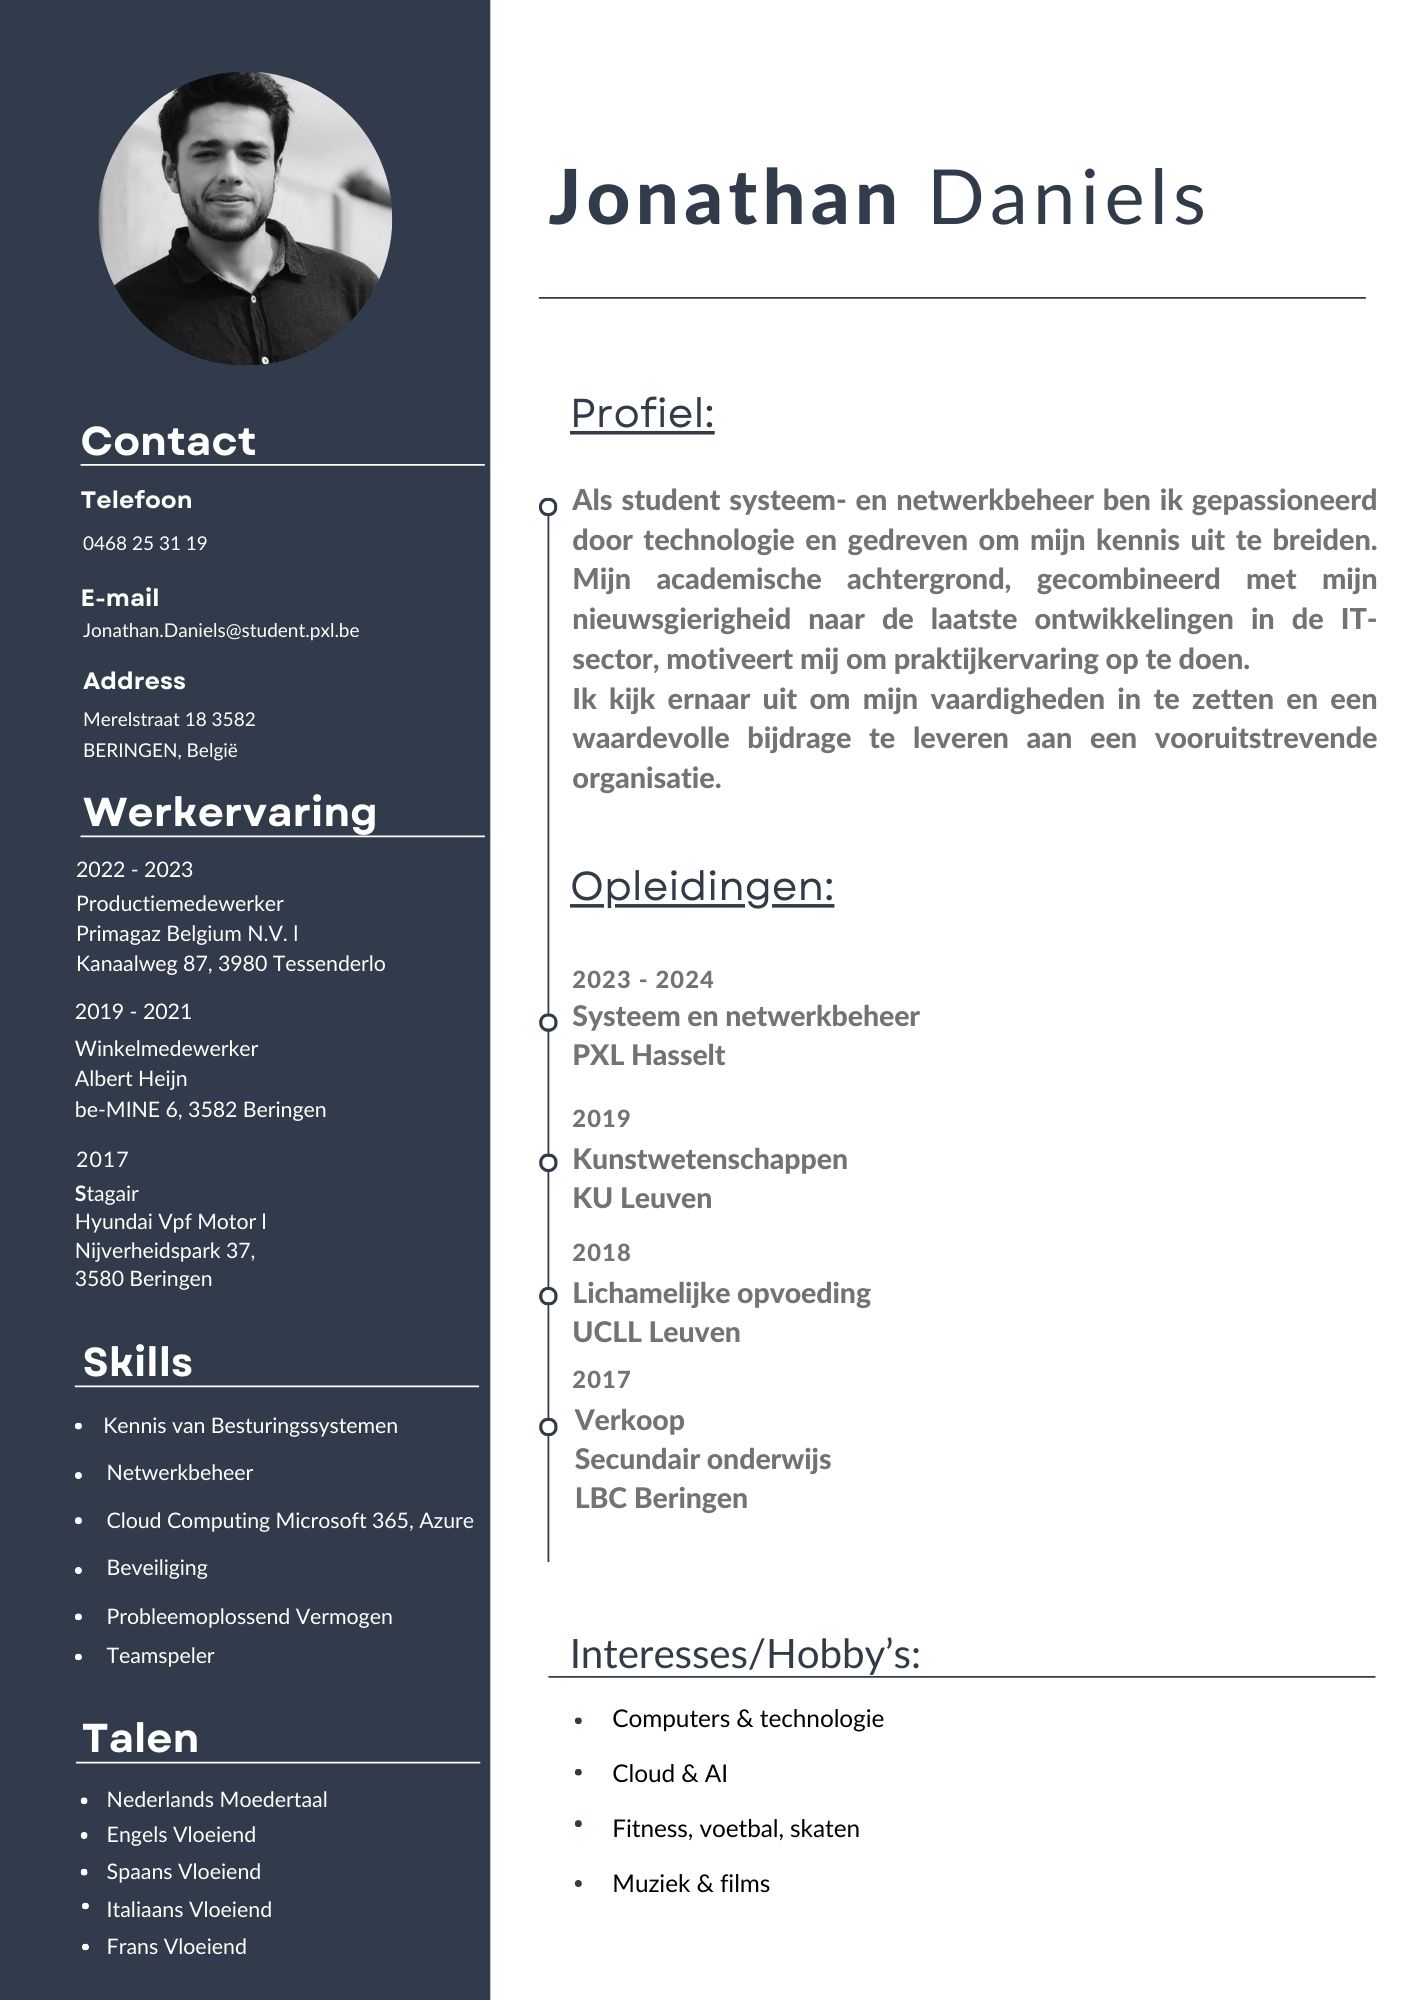 Jonathan Daniels
Contact
Telefoon
0468 25 31 19
E-mail
Jonathan.Daniels@student.pxl.be
Address
Merelstraat 18 3582
BERINGEN, België
Werkervaring
2022 - 2023
Productiemedewerker
Primagaz Belgium N.V. l
Kanaalweg 87, 3980 Tessenderlo
2019 - 2021
Winkelmedewerker
Albert Heijn
be-MINE 6, 3582 Beringen
2017
Stagair
Hyundai Vpf Motor l
Nijverheidspark 37,
3580 Beringen
Skills
• Kennis van Besturingssystemen
• Netwerkbeheer
• Cloud Computing Microsoft 365, Azure
• Beveiliging
• Probleemoplossend Vermogen
• Teamspeler
Talen
• Nederlands Moedertaal
• Engels Vloeiend
• Spaans Vloeiend
• Italiaans Vloeiend
• Frans Vloeiend
Profiel:
Als student systeem- en netwerkbeheer ben ik gepassioneerd
door technologie en gedreven om mijn kennis uit te breiden.
Mijn academische achtergrond, gecombineerd met mijn
nieuwsgierigheid naar de laatste ontwikkelingen in de IT-
sector, motiveert mij om praktijkervaring op te doen.
Ik kijk ernaar uit om mijn vaardigheden in te zetten en een
waardevolle bijdrage te leveren aan een vooruitstrevende
organisatie.
Opleidingen:
2023 - 2024
Systeem en netwerkbeheer
PXL Hasselt
2019
Kunstwetenschappen
KU Leuven
2018
Lichamelijke opvoeding
UCLL Leuven
2017
Verkoop
Secundair onderwijs
LBC Beringen
Interesses/Hobby’s:
• Computers & technologie
• Cloud & AI
• Fitness, voetbal, skaten
• Muziek & films